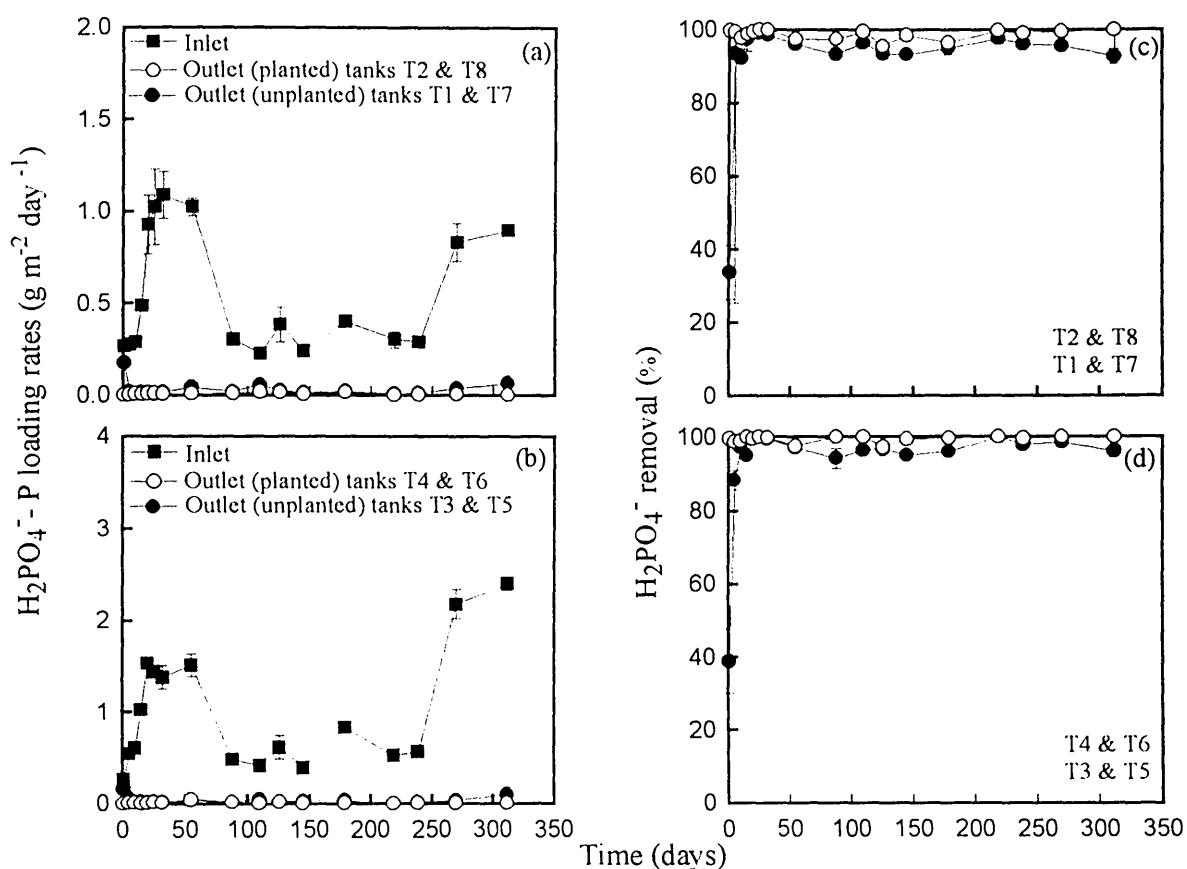 H₂PO₄⁻ - P loading rates (g m⁻² day⁻¹)
2.0
1.5
1.0
0.5
0.0
(a)
Inlet
Outlet (planted) tanks T2 & T8
Outlet (unplanted) tanks T1 & T7
4
3
2
1
0
(b)
Inlet
Outlet (planted) tanks T4 & T6
Outlet (unplanted) tanks T3 & T5
0 50 100 150 200 250 300 350
H₂PO₄⁻ removal (%)
100
80
60
40
20
0
(c)
T2 & T8
T1 & T7
100
80
60
40
20
0
(d)
T4 & T6
T3 & T5
0 50 100 150 200 250 300 350
Time (days)